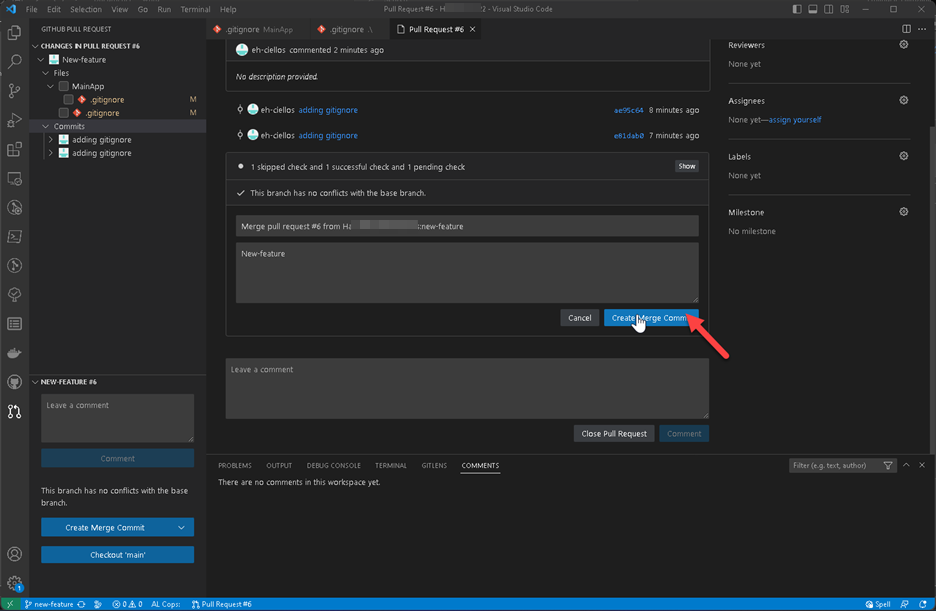 File Edit Selection View Go Run Terminal Help
Pull Request #6 - H 21 - Visual Studio Code
GITHUB PULL REQUEST
CHANGES IN PULL REQUEST #6
New-feature
Files
MainApp
.gitignore M
.gitignore M
Commits
adding gitignore
adding gitignore
NEW-FEATURE #6
Leave a comment
Comment
This branch has no conflicts with the base
branch.
Create Merge Commit
Checkout 'main'
.gitignore MainApp
.gitignore .\
Pull Request #6
eh-ciellos commented 2 minutes ago
No description provided.
eh-ciellos adding gitignore ae95c64 8 minutes ago
eh-ciellos adding gitignore e81dab0 7 minutes ago
1 skipped check and 1 successful check and 1 pending check
Show
This branch has no conflicts with the base branch.
Merge pull request #6 from Ha :new-feature
New-feature
Cancel
Create Merge Comm
Leave a comment
Close Pull Request
Comment
Reviewers
None yet
Assignees
None yet—assign yourself
Labels
None yet
Milestone
No milestone
PROBLEMS OUTPUT DEBUG CONSOLE TERMINAL GITLENS COMMENTS
Filter (e.g. text, author)
There are no comments in this workspace yet.
1
new-feature
0 0
AL Cops:
Pull Request #6
Spell